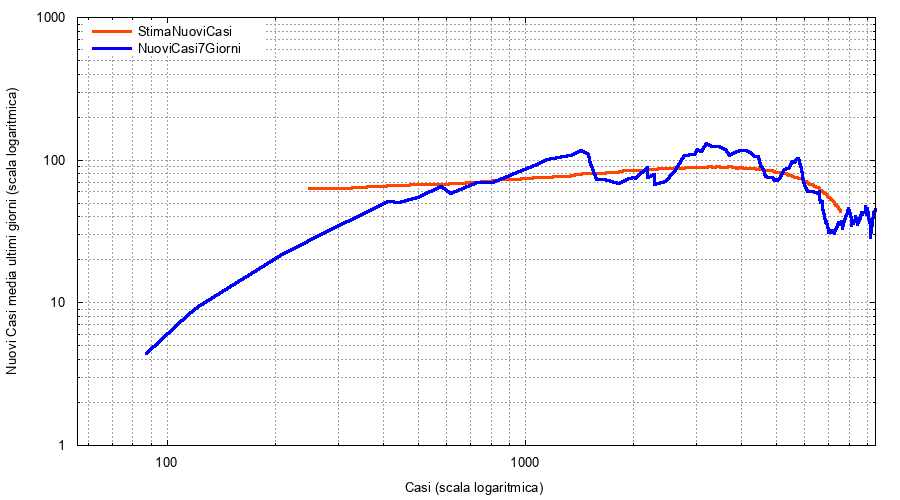 1000
StimaNuoviCasi
NuoviCasi7Giorni
100
10
1
Nuovi Casi media ultimi giorni (scala logaritmica)
100
1000
Casi (scala logaritmica)